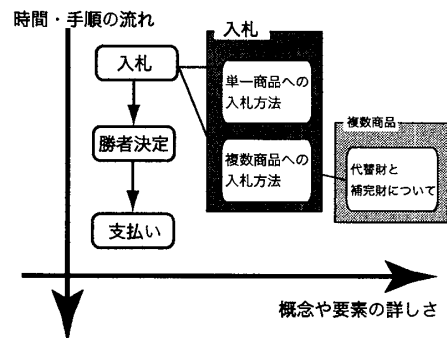 時間・手順の流れ
入札
勝者決定
支払い
入札
単一商品への
入札方法
複数商品への
入札方法
複数商品
代替財と
補完財について
概念や要素の詳しさ